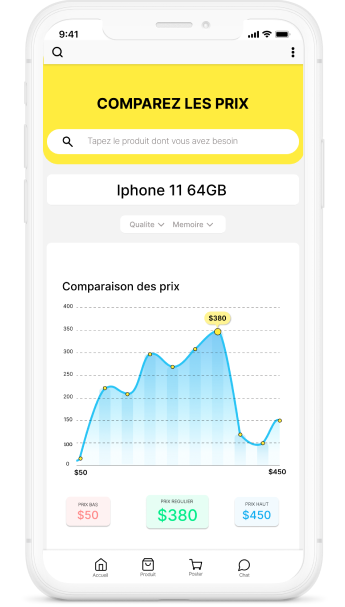 9:41
COMPAREZ LES PRIX
Tapez le produit dont vous avez besoin
Iphone 11 64GB
Qualite Memoire
Comparaison des prix
400
350
300
250
200
150
100
0
$380
$50 $450
PRIX BAS
$50
PRIX REGULIER
$380
PRIX HAUT
$450
Accueil Produit Poster Chat